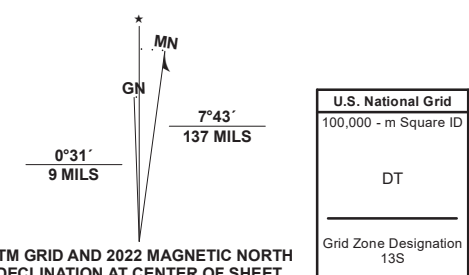 ★
MN
GN
7°43´
137 MILS
0°31´
9 MILS
TM GRID AND 2022 MAGNETIC NORTH
DECLINATION AT CENTER OF SHEET
U.S. National Grid
100,000 - m Square ID
DT
Grid Zone Designation
13S